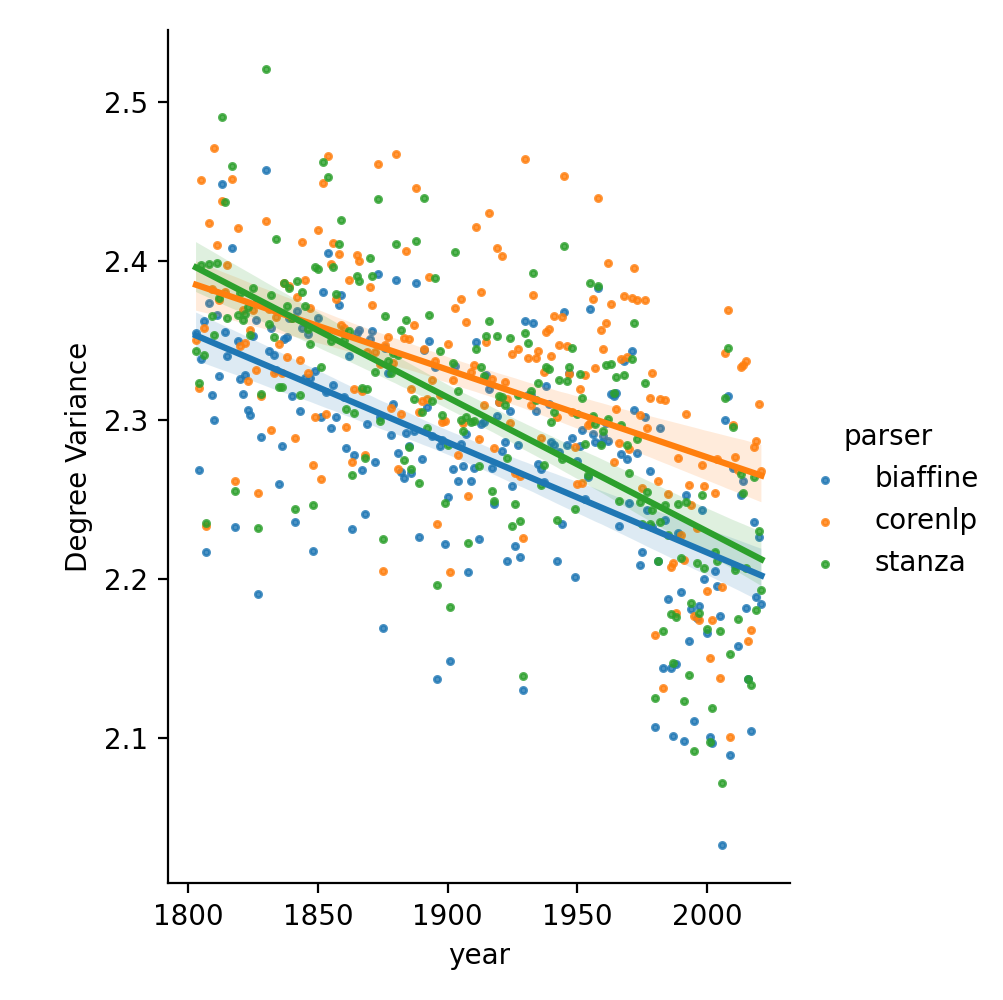 2.5
2.4
2.3
2.2
2.1
Degree Variance
1800 1850 1900 1950 2000
year
parser
biaffine
corenlp
stanza